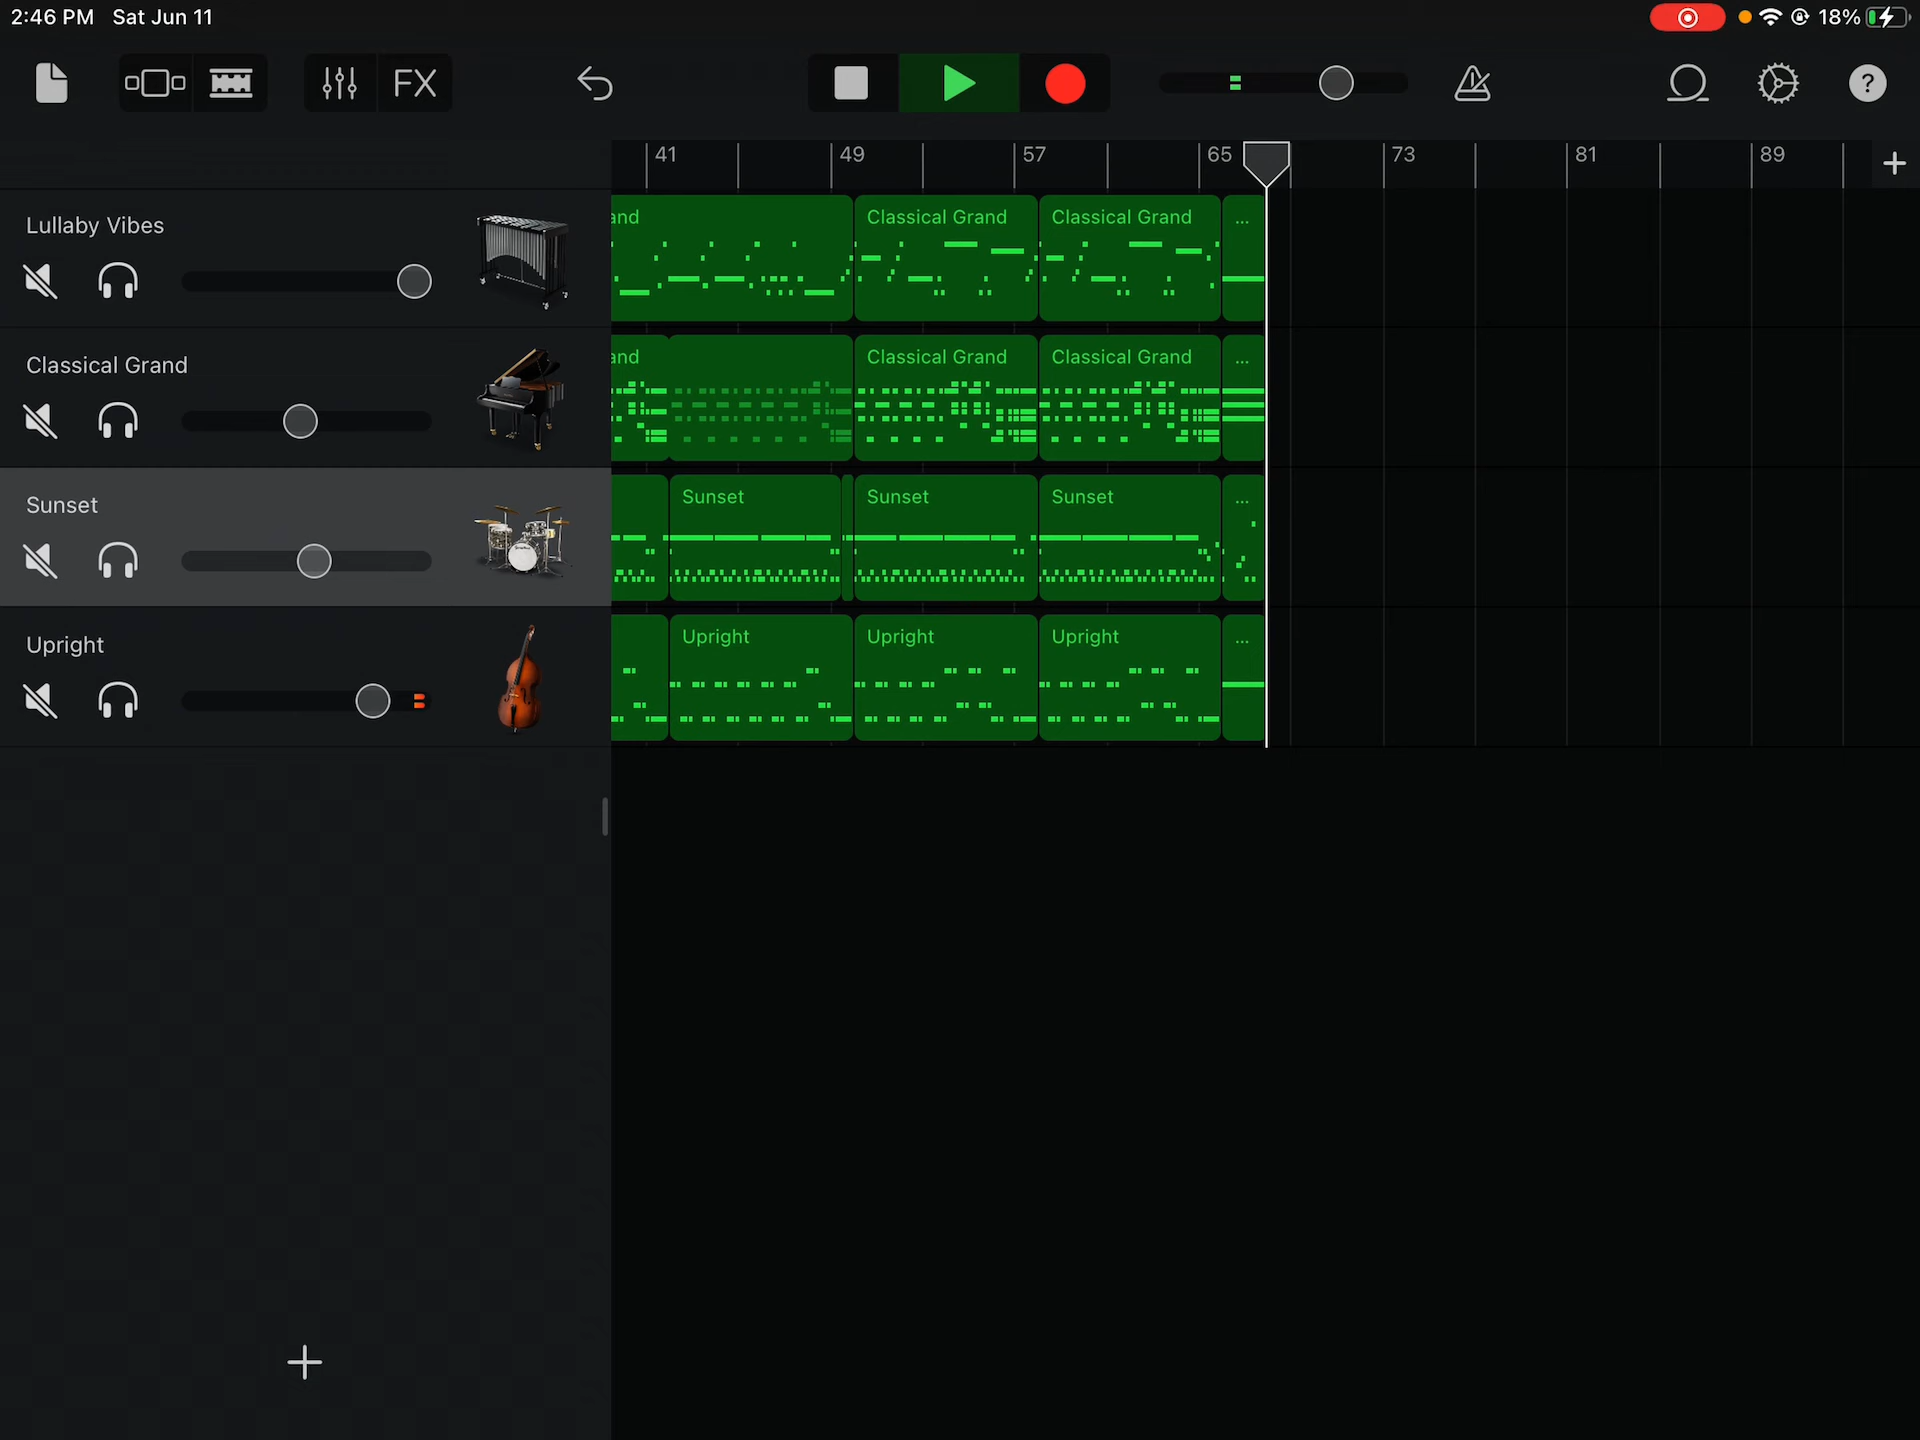 2:46 PM Sat Jun 11
18%
FX
?
41 49 57 65 73 81 89
Lullaby Vibes
and Classical Grand Classical Grand ...
Classical Grand
and Classical Grand Classical Grand ...
Sunset
Sunset Sunset Sunset ...
Upright
Upright Upright Upright ...